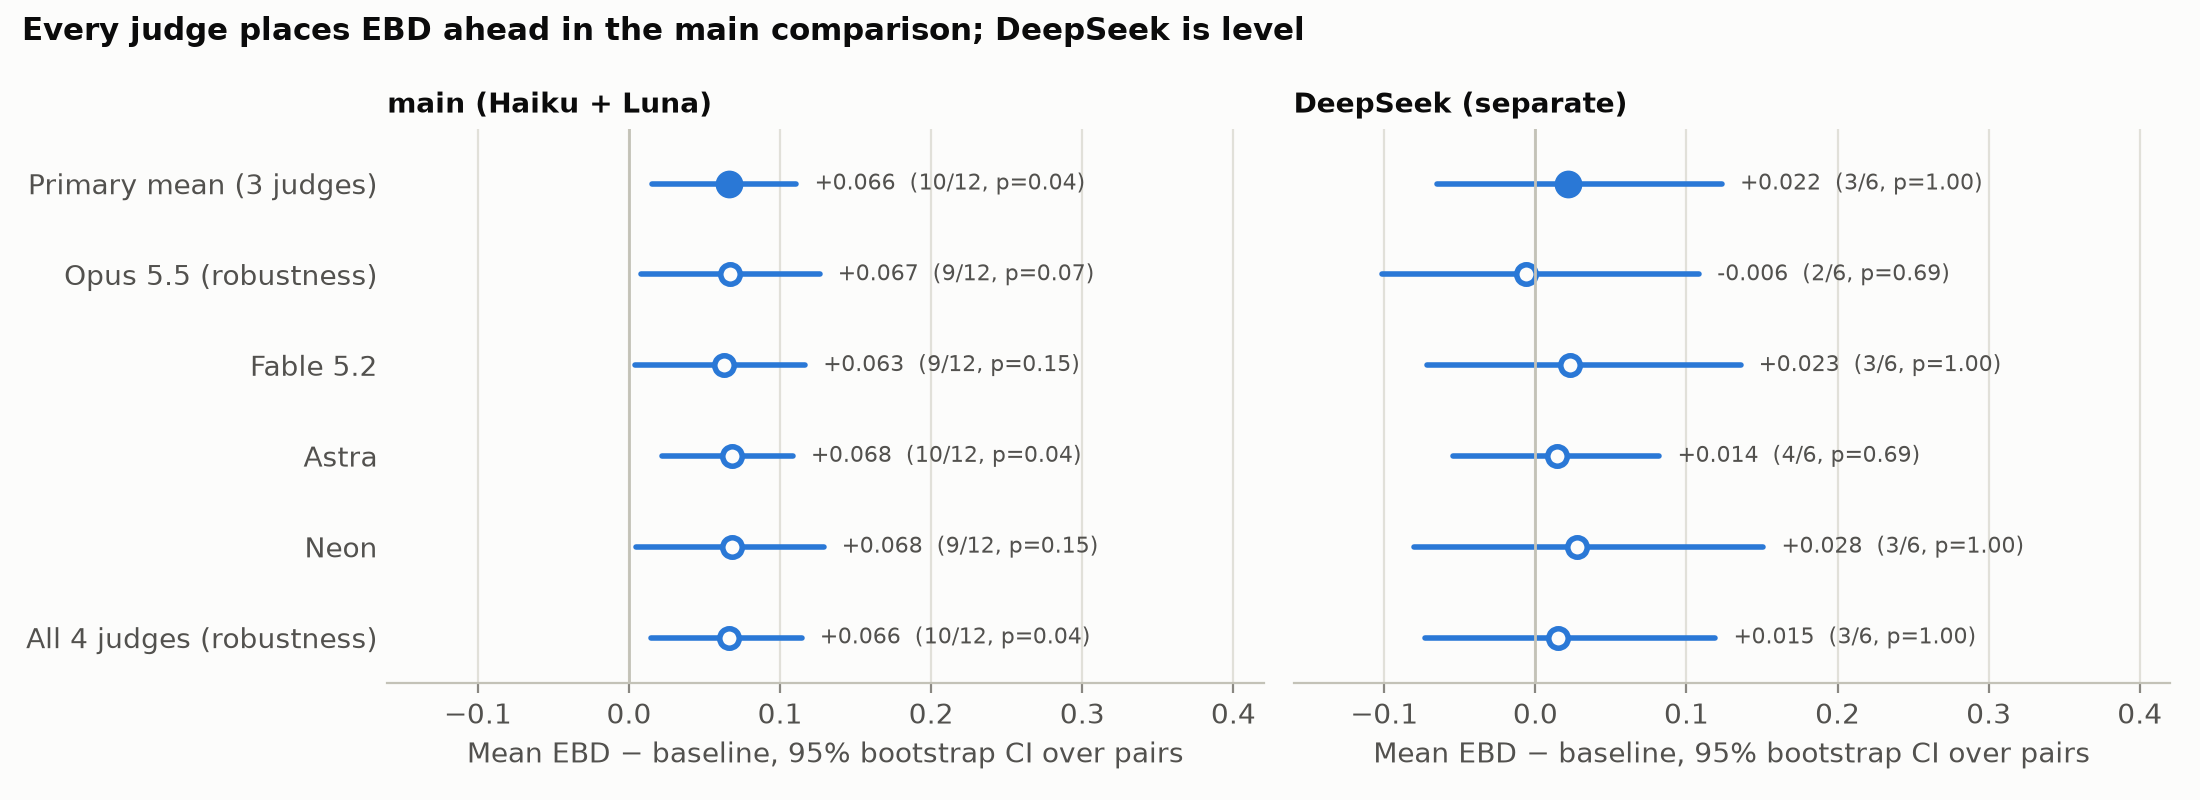 Every judge places EBD ahead in the main comparison; DeepSeek is level
main (Haiku + Luna)
DeepSeek (separate)
Primary mean (3 judges)
+0.066 (10/12, p=0.04)
+0.022 (3/6, p=1.00)
Opus 5.5 (robustness)
+0.067 (9/12, p=0.07)
-0.006 (2/6, p=0.69)
Fable 5.2
+0.063 (9/12, p=0.15)
+0.023 (3/6, p=1.00)
Astra
+0.068 (10/12, p=0.04)
+0.014 (4/6, p=0.69)
Neon
+0.068 (9/12, p=0.15)
+0.028 (3/6, p=1.00)
All 4 judges (robustness)
+0.066 (10/12, p=0.04)
+0.015 (3/6, p=1.00)
−0.1 0.0 0.1 0.2 0.3 0.4
−0.1 0.0 0.1 0.2 0.3 0.4
Mean EBD − baseline, 95% bootstrap CI over pairs
Mean EBD − baseline, 95% bootstrap CI over pairs